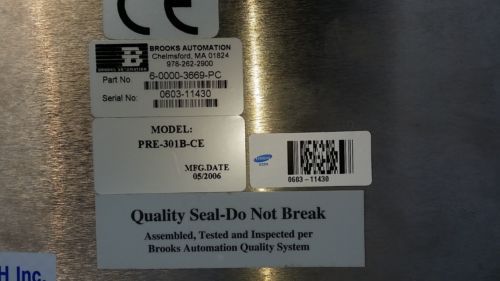 CE
BROOKS AUTOMATION
Chelmsford, MA 01824
978-262-2900
B
BROOKS AUTOMATION
Part No 6-0000-3669-PC
Serial No: 0603-11430
MODEL:
PRE-301B-CE
MFG.DATE
05/2006
0603-11430
Quality Seal-Do Not Break
Assembled, Tested and Inspected per
Brooks Automation Quality System
H Inc.